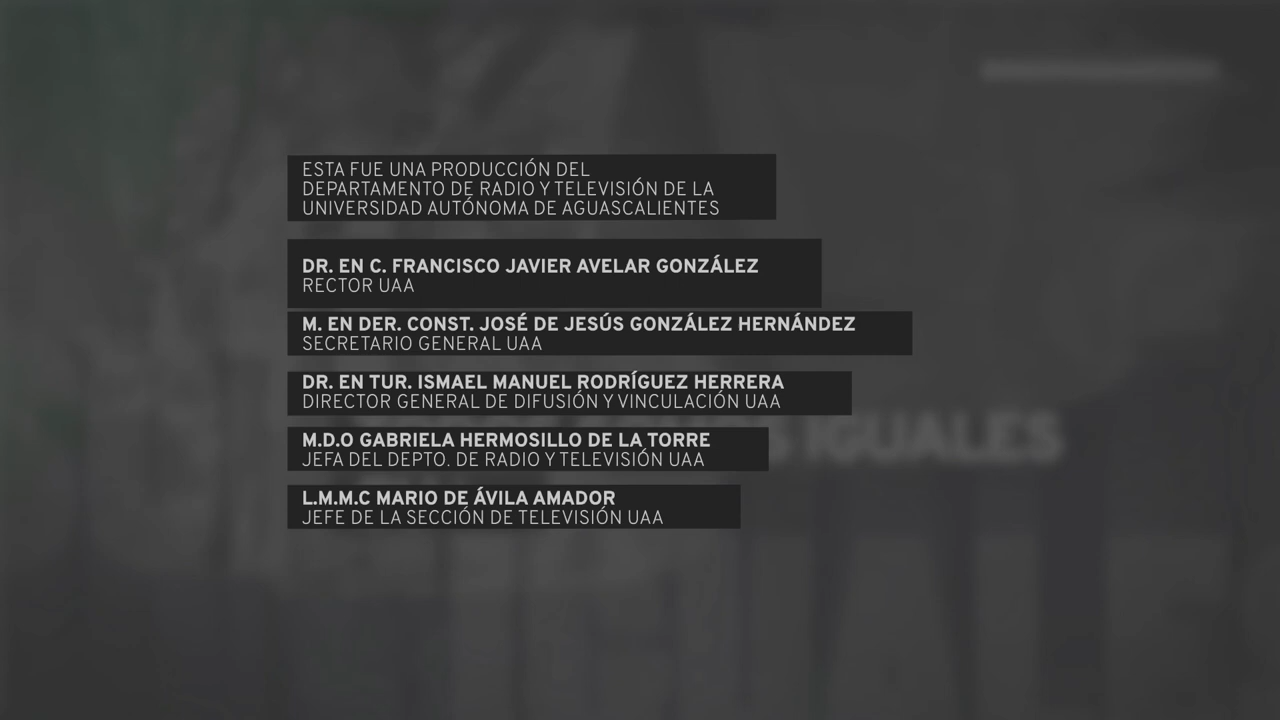 ESTA FUE UNA PRODUCCIÓN DEL
DEPARTAMENTO DE RADIO Y TELEVISIÓN DE LA
UNIVERSIDAD AUTÓNOMA DE AGUASCALIENTES
DR. EN C. FRANCISCO JAVIER AVELAR GONZÁLEZ
RECTOR UAA
M. EN DER. CONST. JOSÉ DE JESÚS GONZÁLEZ HERNÁNDEZ
SECRETARIO GENERAL UAA
DR. EN TUR. ISMAEL MANUEL RODRÍGUEZ HERRERA
DIRECTOR GENERAL DE DIFUSIÓN Y VINCULACIÓN UAA
IGUALES
M.D.O GABRIELA HERMOSILLO DE LA TORRE
JEFA DEL DEPTO. DE RADIO Y TELEVISIÓN UAA
L.M.M.C MARIO DE ÁVILA AMADOR
JEFE DE LA SECCIÓN DE TELEVISIÓN UAA